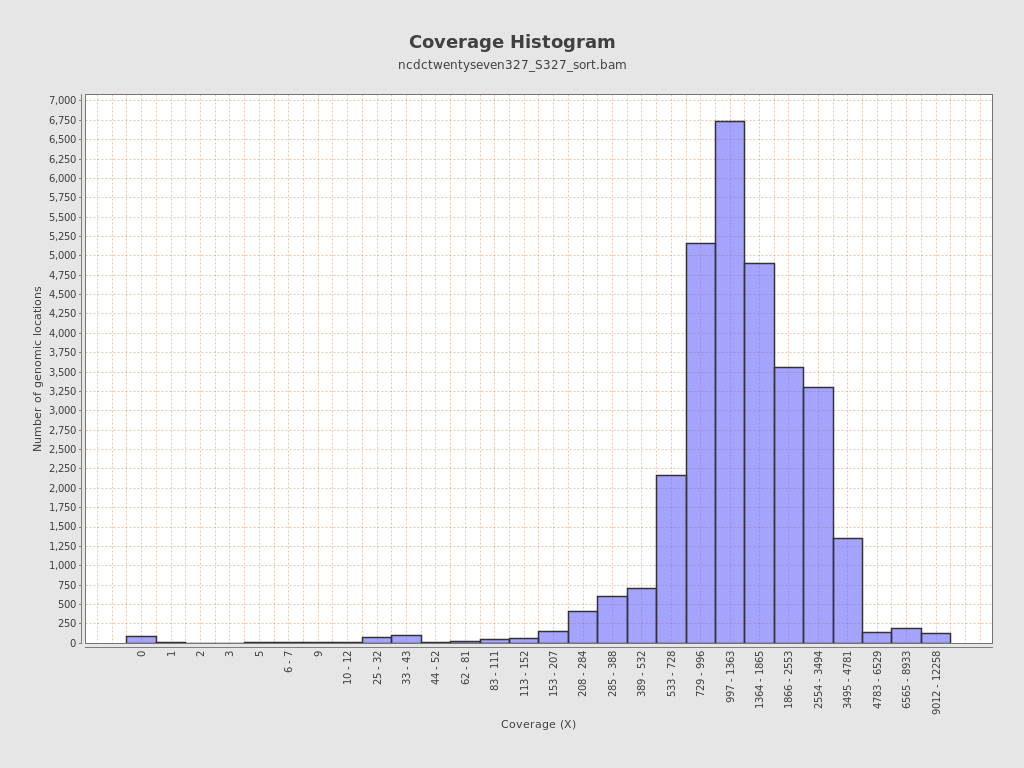 Coverage Histogram
ncdctwentyseven327_S327_sort.bam
7,000
6,750
6,500
6,250
6,000
5,750
5,500
5,250
5,000
4,750
4,500
4,250
4,000
3,750
3,500
3,250
3,000
2,750
2,500
2,250
2,000
1,750
1,500
1,250
1,000
750
500
250
0
Number of genomic locations
0
1
2
3
5
6 - 7
9
10 - 12
25 - 32
33 - 43
44 - 52
62 - 81
83 - 111
113 - 152
153 - 207
208 - 284
285 - 388
389 - 532
533 - 728
729 - 996
997 - 1363
1364 - 1865
1866 - 2553
2554 - 3494
3495 - 4781
4783 - 6529
6565 - 8933
9012 - 12258
Coverage (X)